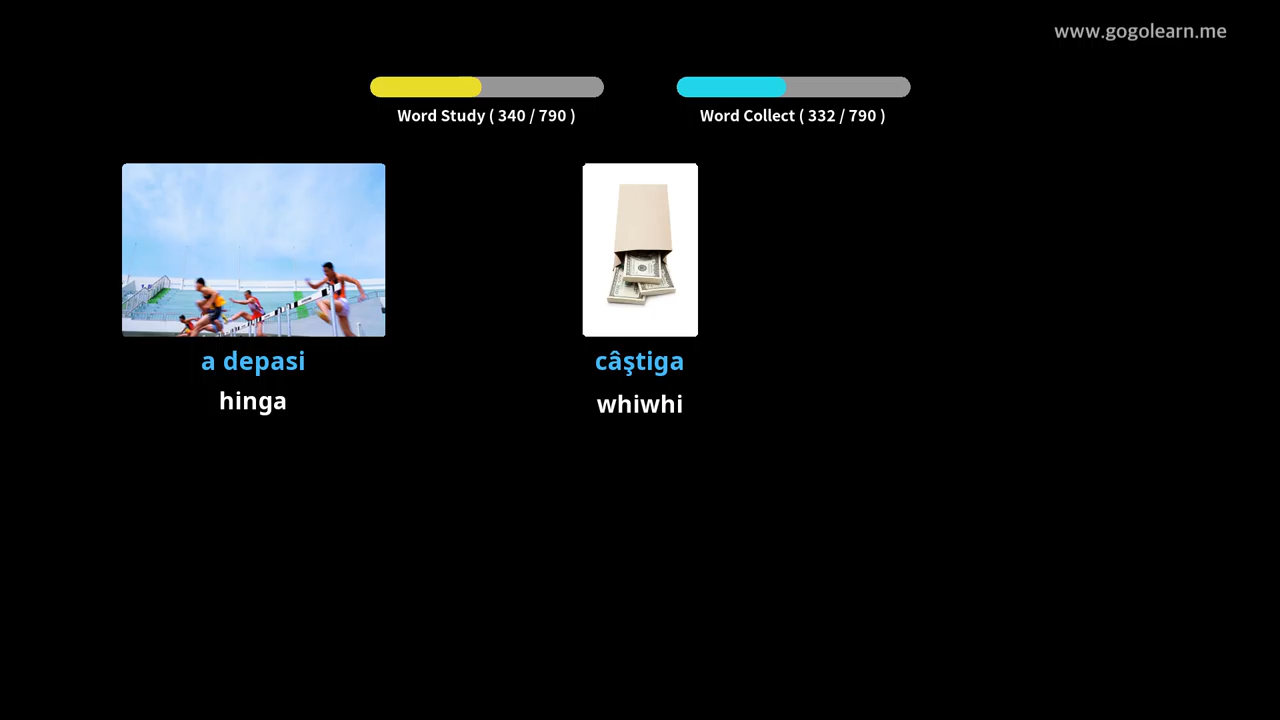 www.gogolearn.me
Word Study ( 340 / 790 )
Word Collect ( 332 / 790 )
a depasi
hinga
câştiga
whiwhi